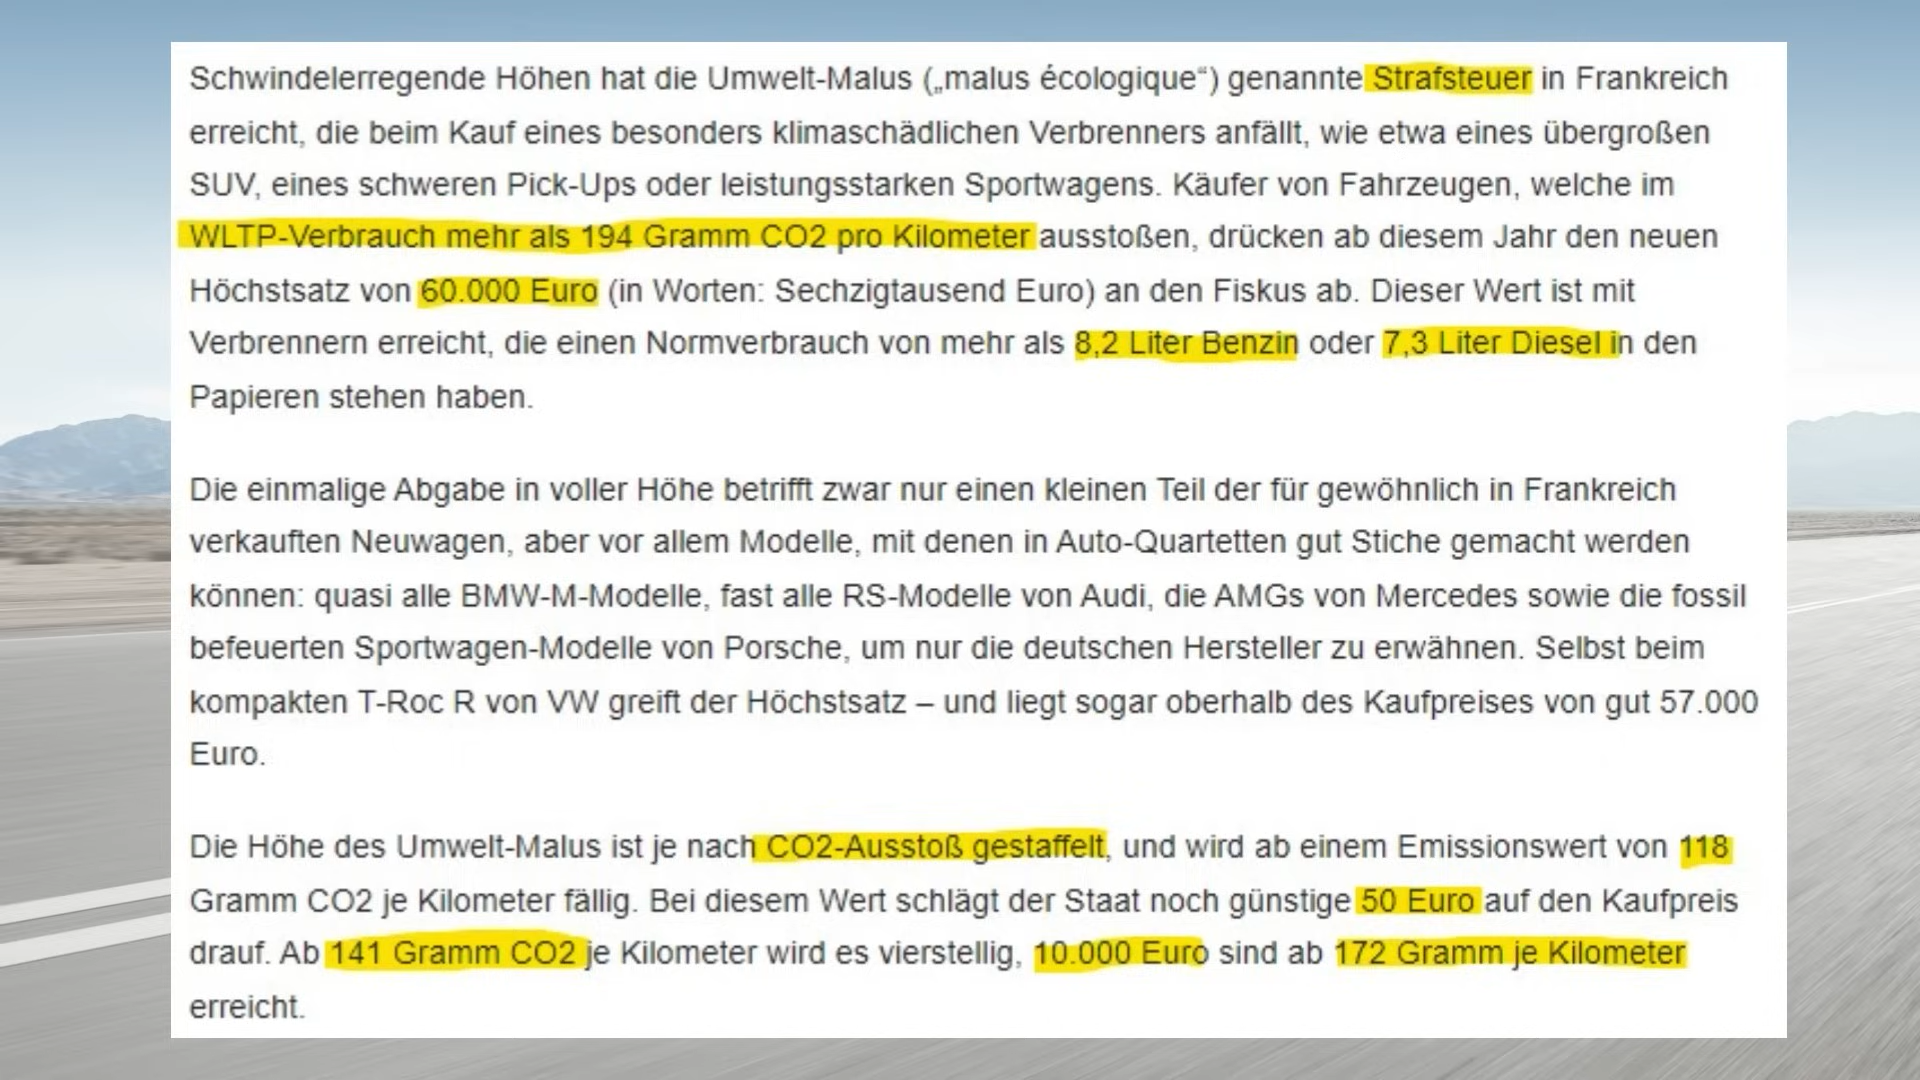 Schwindelerregende Höhen hat die Umwelt-Malus („malus écologique“) genannte Strafsteuer in Frankreich
erreicht, die beim Kauf eines besonders klimaschädlichen Verbrenners anfällt, wie etwa eines übergroßen
SUV, eines schweren Pick-Ups oder leistungsstarken Sportwagens. Käufer von Fahrzeugen, welche im
WLTP-Verbrauch mehr als 194 Gramm CO2 pro Kilometer ausstoßen, drücken ab diesem Jahr den neuen
Höchstsatz von 60.000 Euro (in Worten: Sechzigtausend Euro) an den Fiskus ab. Dieser Wert ist mit
Verbrennern erreicht, die einen Normverbrauch von mehr als 8,2 Liter Benzin oder 7,3 Liter Diesel in den
Papieren stehen haben.
Die einmalige Abgabe in voller Höhe betrifft zwar nur einen kleinen Teil der für gewöhnlich in Frankreich
verkauften Neuwagen, aber vor allem Modelle, mit denen in Auto-Quartetten gut Stiche gemacht werden
können: quasi alle BMW-M-Modelle, fast alle RS-Modelle von Audi, die AMGs von Mercedes sowie die fossil
befeuerten Sportwagen-Modelle von Porsche, um nur die deutschen Hersteller zu erwähnen. Selbst beim
kompakten T-Roc R von VW greift der Höchstsatz – und liegt sogar oberhalb des Kaufpreises von gut 57.000
Euro.
Die Höhe des Umwelt-Malus ist je nach CO2-Ausstoß gestaffelt, und wird ab einem Emissionswert von 118
Gramm CO2 je Kilometer fällig. Bei diesem Wert schlägt der Staat noch günstige 50 Euro auf den Kaufpreis
drauf. Ab 141 Gramm CO2 je Kilometer wird es vierstellig, 10.000 Euro sind ab 172 Gramm je Kilometer
erreicht.